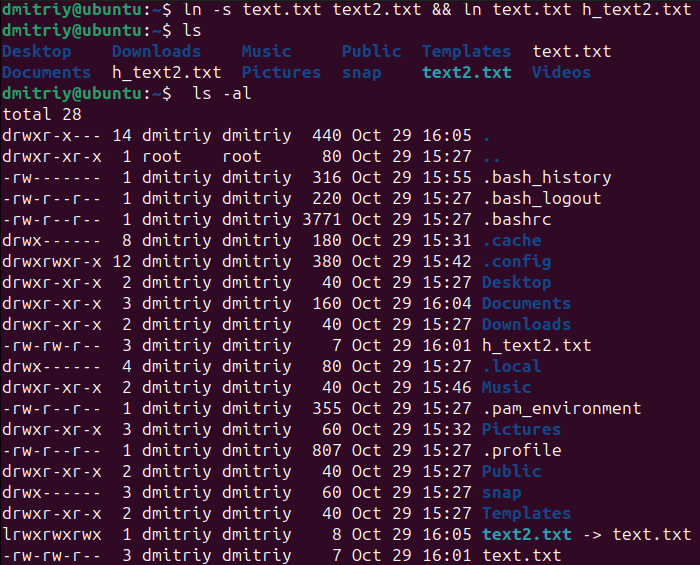 dmitriy@ubuntu:~$ ln -s text.txt text2.txt && ln text.txt h_text2.txt
dmitriy@ubuntu:~$ ls
Desktop    Downloads    Music     Public  Templates  text.txt
Documents  h_text2.txt  Pictures  snap    text2.txt  Videos
dmitriy@ubuntu:~$  ls -al
total 28
drwxr-x--- 14 dmitriy dmitriy  440 Oct 29 16:05 .
drwxr-xr-x  1 root    root      80 Oct 29 15:27 ..
-rw-------  1 dmitriy dmitriy  316 Oct 29 15:55 .bash_history
-rw-r--r--  1 dmitriy dmitriy  220 Oct 29 15:27 .bash_logout
-rw-r--r--  1 dmitriy dmitriy 3771 Oct 29 15:27 .bashrc
drwx------  8 dmitriy dmitriy  180 Oct 29 15:31 .cache
drwxrwxr-x 12 dmitriy dmitriy  380 Oct 29 15:42 .config
drwxr-xr-x  2 dmitriy dmitriy   40 Oct 29 15:27 Desktop
drwxr-xr-x  3 dmitriy dmitriy  160 Oct 29 16:04 Documents
drwxr-xr-x  2 dmitriy dmitriy   40 Oct 29 15:27 Downloads
-rw-rw-r--  3 dmitriy dmitriy    7 Oct 29 16:01 h_text2.txt
drwx------  4 dmitriy dmitriy   80 Oct 29 15:27 .local
drwxr-xr-x  2 dmitriy dmitriy   40 Oct 29 15:46 Music
-rw-r--r--  1 dmitriy dmitriy  355 Oct 29 15:27 .pam_environment
drwxr-xr-x  3 dmitriy dmitriy   60 Oct 29 15:32 Pictures
-rw-r--r--  1 dmitriy dmitriy  807 Oct 29 15:27 .profile
drwxr-xr-x  2 dmitriy dmitriy   40 Oct 29 15:27 Public
drwx------  3 dmitriy dmitriy   60 Oct 29 15:27 snap
drwxr-xr-x  2 dmitriy dmitriy   40 Oct 29 15:27 Templates
lrwxrwxrwx  1 dmitriy dmitriy    8 Oct 29 16:05 text2.txt -> text.txt
-rw-rw-r--  3 dmitriy dmitriy    7 Oct 29 16:01 text.txt